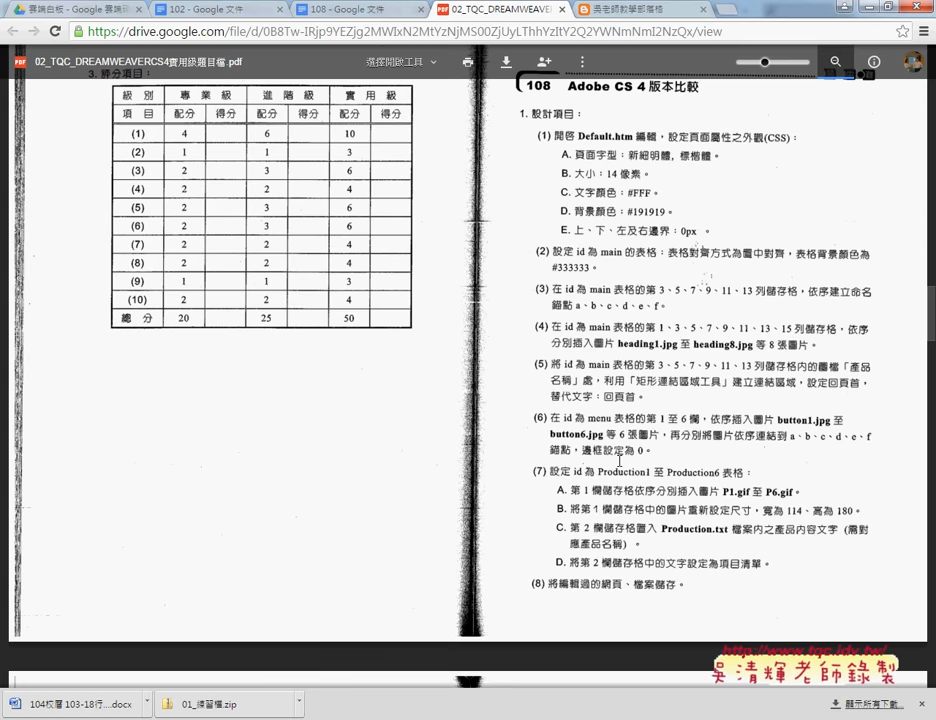 雲端白板 - Google 雲端硬
102 - Google 文件
108 - Google 文件
02_TQC_DREAMWEAVER
吳老師教學部落格
https://drive.google.com/file/d/0B8Tw-IRjp9YEZjg2MWIxN2MtYzNjMS00ZjUyLThhYzItY2Q2YWNmNmI2NzQx/view
02_TQC_DREAMWEAVERCS4實用級題目檔.pdf
選擇開啟工具
3. 評分項目：
級 別 專 業 級 進 階 級 實 用 級
項 目 配分 得分 配分 得分 配分 得分
(1) 4 6 10
(2) 1 1 3
(3) 2 3 6
(4) 2 2 4
(5) 2 3 6
(6) 2 3 6
(7) 2 2 4
(8) 2 2 4
(9) 1 1 3
(10) 2 2 4
總 分 20 25 50
108 Adobe CS 4 版本比較
1. 設計項目：
(1) 開啓 Default.htm 編輯，設定頁面屬性之外觀(CSS)：
A. 頁面字型：新細明體, 標楷體。
B. 大小：14 像素。
C. 文字顏色：#FFF。
D. 背景顏色：#191919。
E. 上、下、左及右邊界：0px 。
(2) 設定 id 為 main 的表格：表格對齊方式為置中對齊，表格背景顏色為
#333333。
(3) 在 id 為 main 表格的第 3、5、7、9、11、13 列儲存格，依序建立命名
錨點 a、b、c、d、e、f。
(4) 在 id 為 main 表格的第 1、3、5、7、9、11、13、15 列儲存格，依序
分別插入圖片 heading1.jpg 至 heading8.jpg 等 8 張圖片。
(5) 將 id 為 main 表格的第 3、5、7、9、11、13 列儲存格內的圖檔「產品
名稱」處，利用「矩形連結區域工具」建立連結區域，設定回頁首，
替代文字：回頁首。
(6) 在 id 為 menu 表格的第 1 至 6 欄，依序插入圖片 button1.jpg 至
button6.jpg 等 6 張圖片，再分別將圖片依序連結到 a、b、c、d、e、f
錨點，邊框設定為 0。
(7) 設定 id 為 Production1 至 Production6 表格：
A. 第 1 欄儲存格依序分別插入圖片 P1.gif 至 P6.gif。
B. 將第 1 欄儲存格中的圖片重新設定尺寸，寬為 114、高為 180。
C. 第 2 欄儲存格置入 Production.txt 檔案內之產品內容文字 (需對
應產品名稱) 。
D. 將第 2 欄儲存格中的文字設定為項目清單。
(8) 將編輯過的網頁、檔案儲存。
吳清輝老師錄製
104校曆 103-18行....docx
01_練習檔.zip
顯示所有下載...